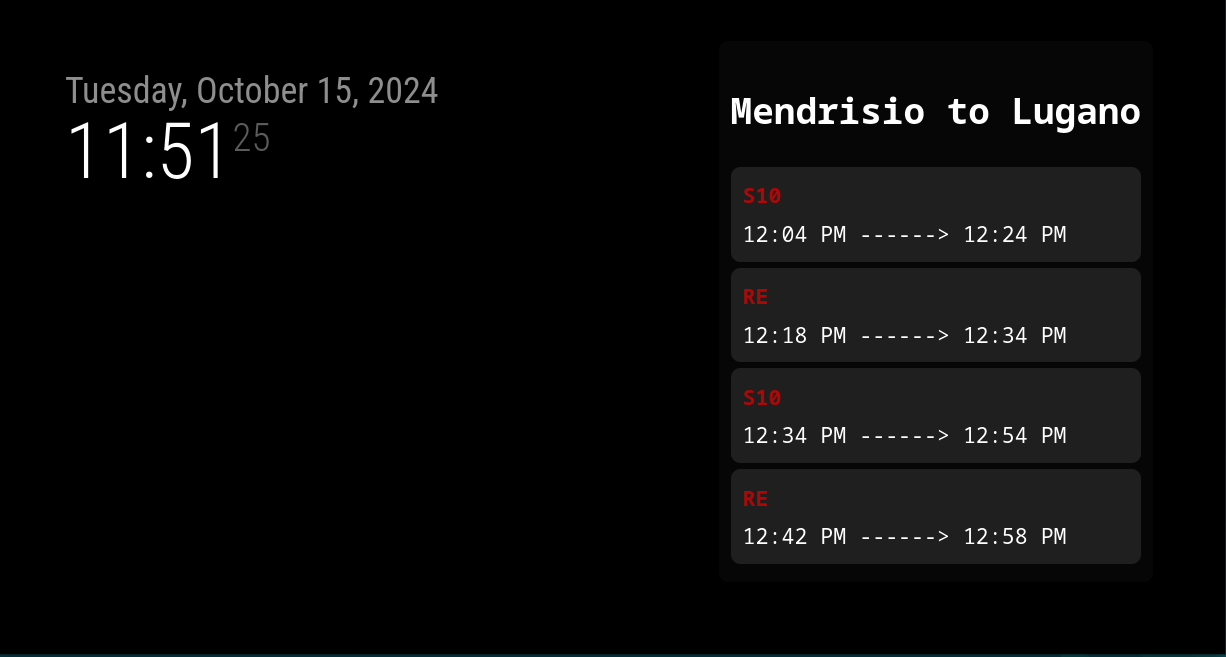 Tuesday, October 15, 2024
11:51 25
Mendrisio to Lugano
S10
12:04 PM ------> 12:24 PM
RE
12:18 PM ------> 12:34 PM
S10
12:34 PM ------> 12:54 PM
RE
12:42 PM ------> 12:58 PM